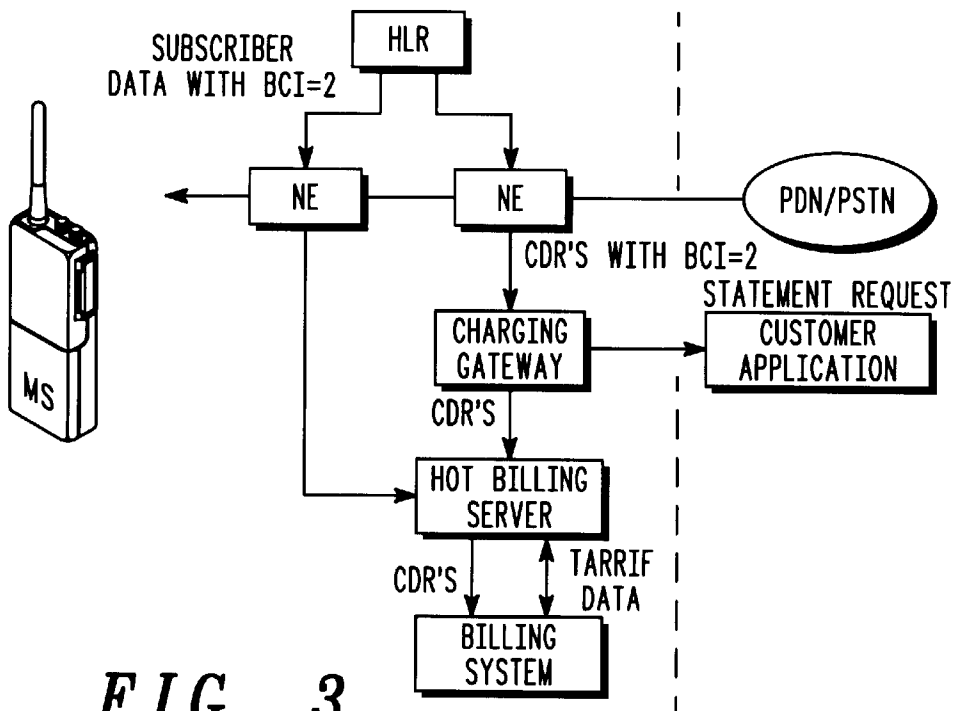 HLR
SUBSCRIBER
DATA WITH BCI=2
NE
NE
PDN/PSTN
CDR'S WITH BCI=2
STATEMENT REQUEST
CHARGING
GATEWAY
CUSTOMER
APPLICATION
MS
CDR'S
HOT BILLING
SERVER
CDR'S
TARRIF
DATA
BILLING
SYSTEM
FIG. 3